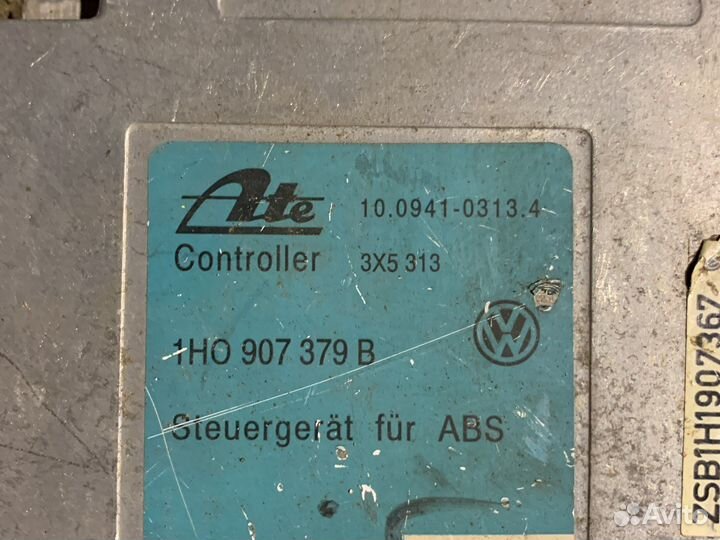 Ate 10.0941-0313.4
Controller 3X5 313
1HO 907 379 B
Steuergerät für ABS
ZSB1H1907367
Avito